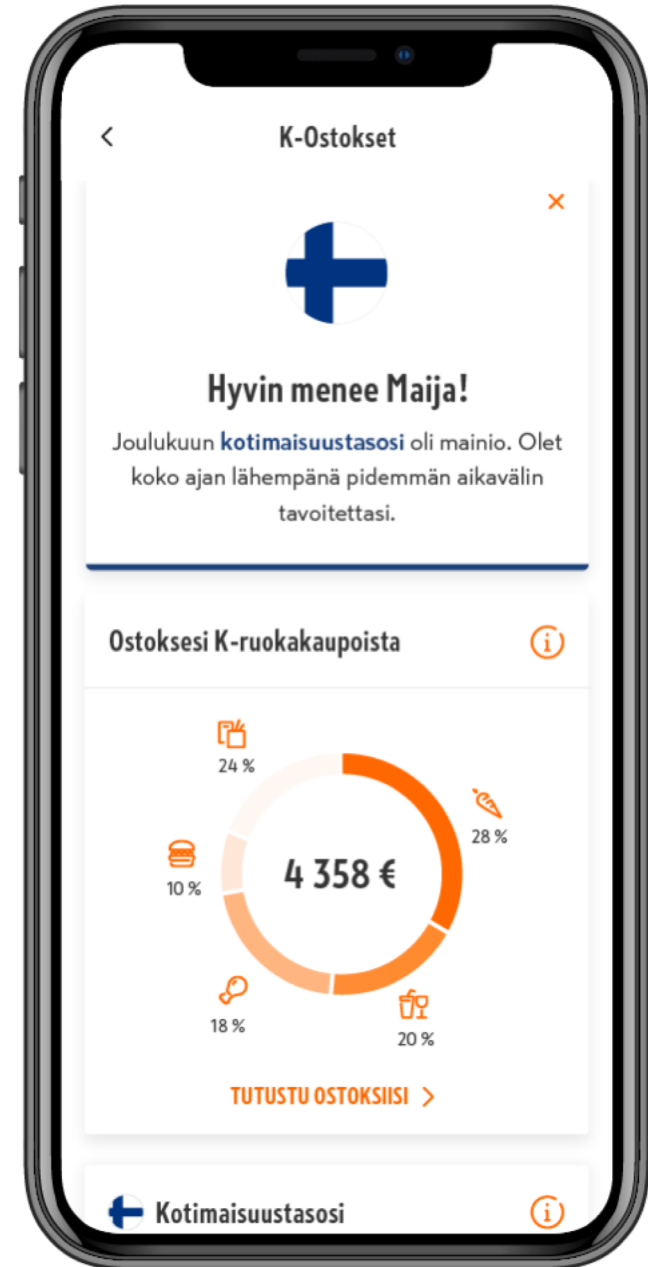 K-Ostokset
Hyvin menee Maija!
Joulukuun kotimaisuustasosi oli mainio. Olet
koko ajan lähempänä pidemmän aikavälin
tavoitettasi.
Ostoksesi K-ruokakaupoista
24 %
28 %
10 %
4 358 €
18 %
20 %
TUTUSTU OSTOKSIISI
Kotimaisuustasosi